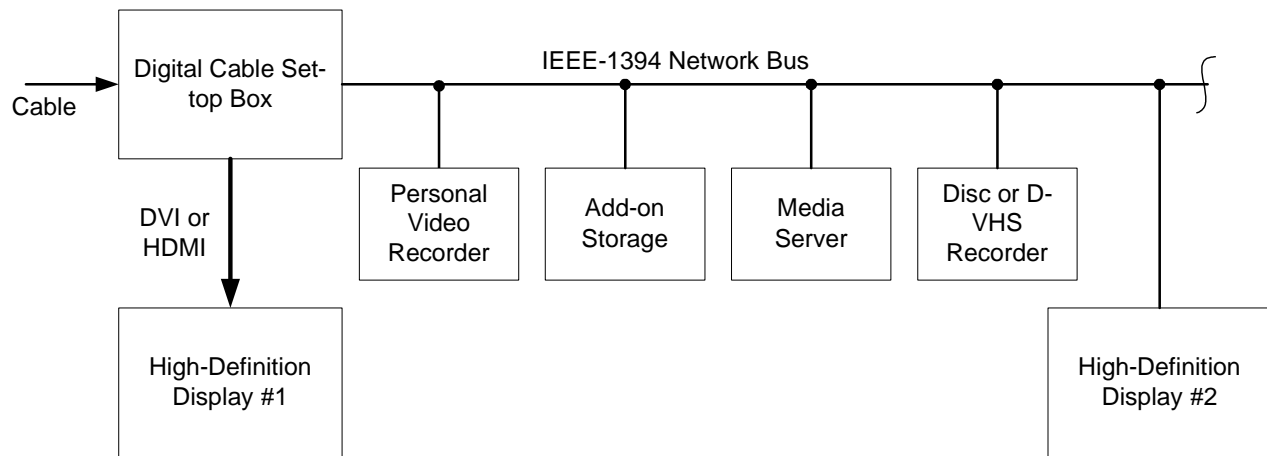 Digital Cable Set-
top Box
IEEE-1394 Network Bus
Cable
DVI or
HDMI
Personal
Video
Recorder
Add-on
Storage
Media
Server
Disc or D-
VHS
Recorder
High-Definition
Display #1
High-Definition
Display #2